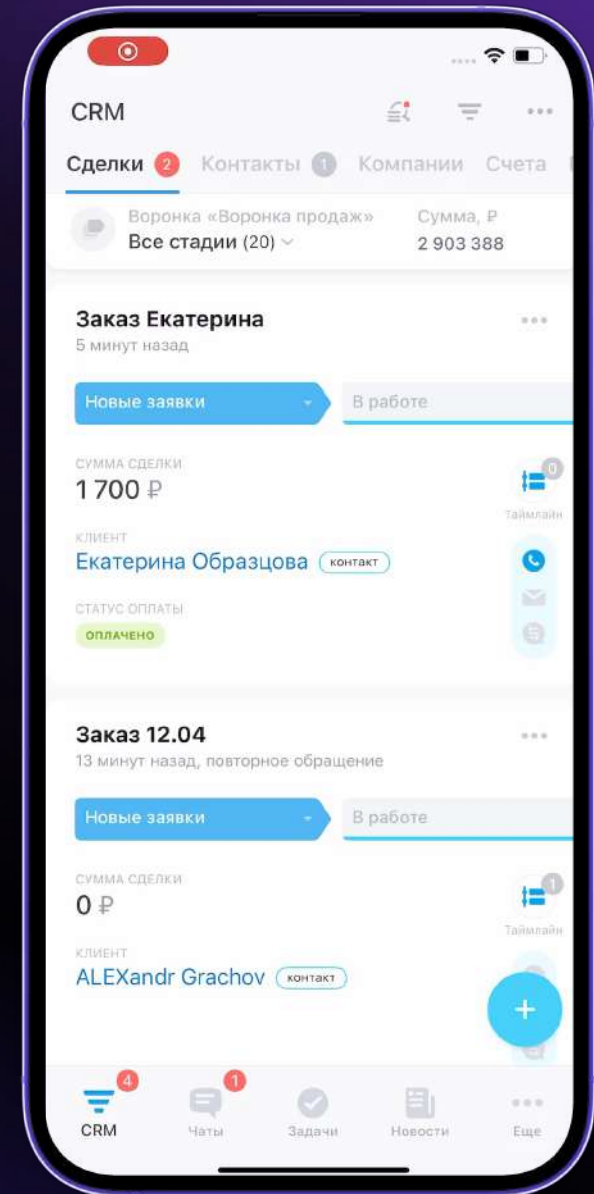 CRM
Сделки 2 Контакты 1 Компании Счета
Воронка «Воронка продаж» Сумма, ₽
Все стадии (20) 2 903 388
Заказ Екатерина
5 минут назад
Новые заявки В работе
СУММА СДЕЛКИ
1 700 ₽
0
Таймлайн
КЛИЕНТ
Екатерина Образцова контакт
СТАТУС ОПЛАТЫ
ОПЛАЧЕНО
Заказ 12.04
13 минут назад, повторное обращение
Новые заявки В работе
СУММА СДЕЛКИ
0 ₽
1
Таймлайн
КЛИЕНТ
ALEXandr Grachov контакт
+
4 1
CRM Чаты Задачи Новости Еще